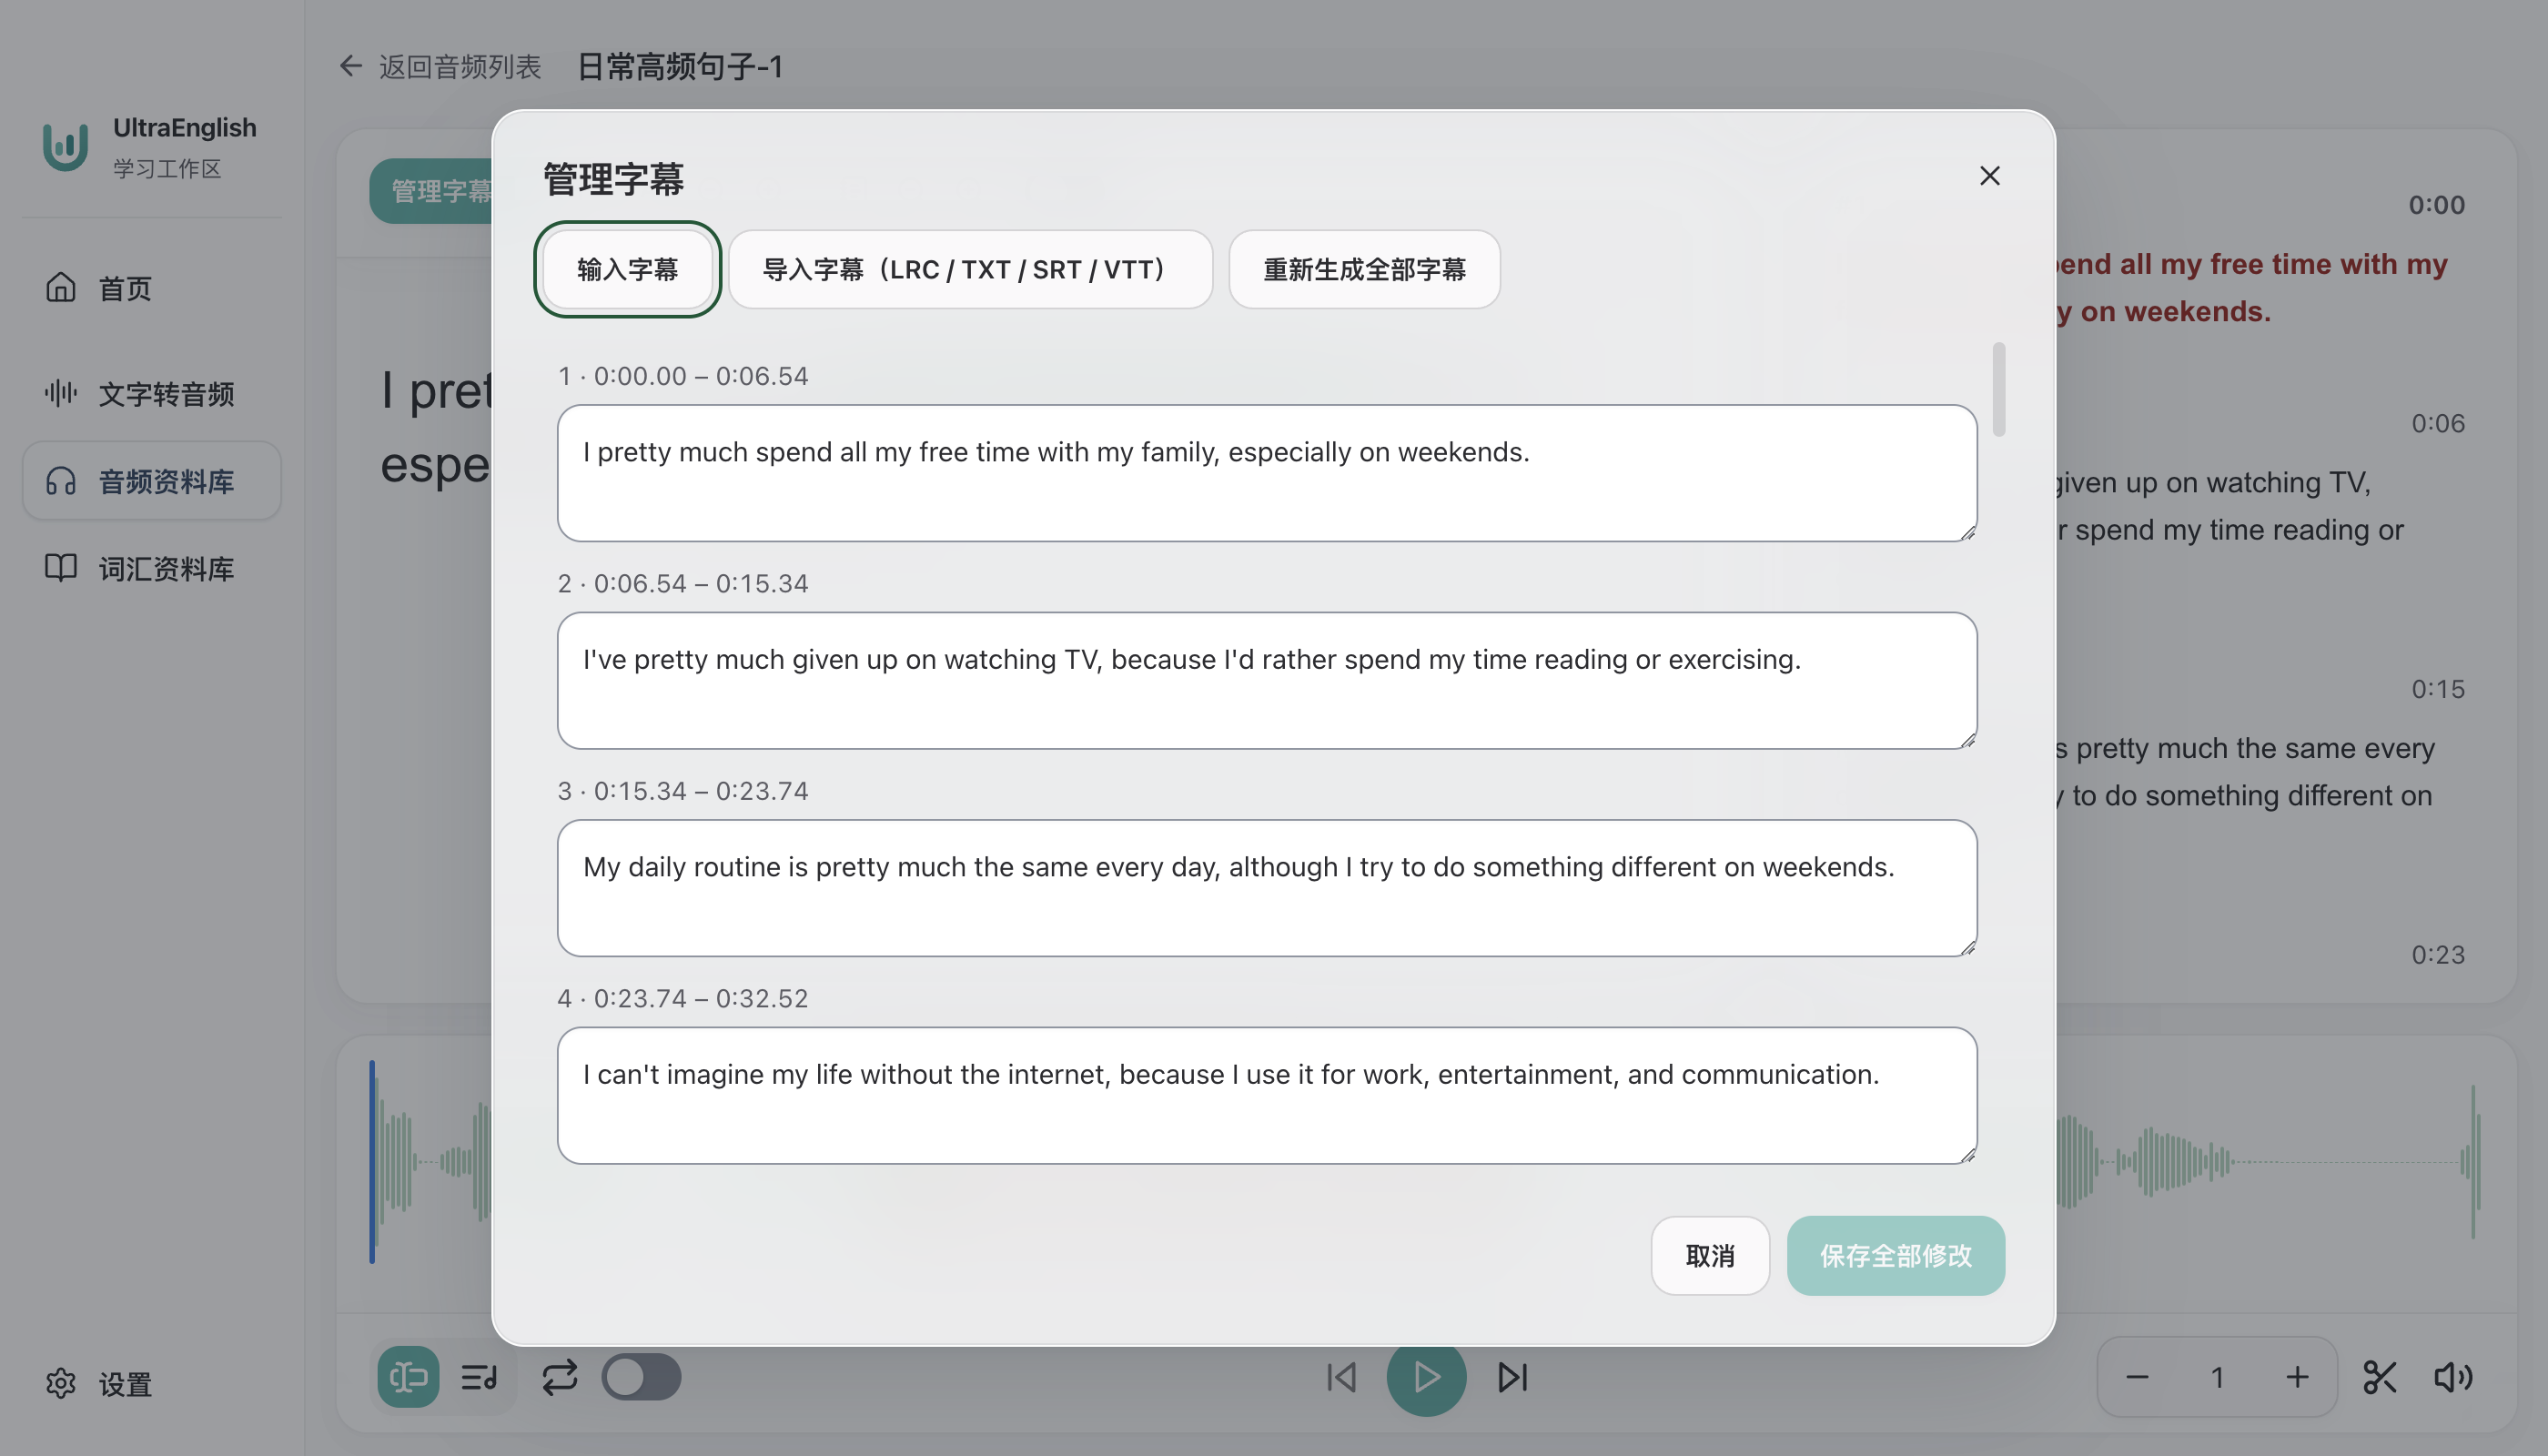 返回音频列表 日常高频句子-1
UltraEnglish
学习工作区
首页
文字转音频
音频资料库
词汇资料库
设置
管理字幕
I pret
espe
管理字幕
输入字幕
导入字幕（LRC / TXT / SRT / VTT）
重新生成全部字幕
1 · 0:00.00 – 0:06.54
I pretty much spend all my free time with my family, especially on weekends.
2 · 0:06.54 – 0:15.34
I've pretty much given up on watching TV, because I'd rather spend my time reading or exercising.
3 · 0:15.34 – 0:23.74
My daily routine is pretty much the same every day, although I try to do something different on weekends.
4 · 0:23.74 – 0:32.52
I can't imagine my life without the internet, because I use it for work, entertainment, and communication.
取消
保存全部修改
0:00
pend all my free time with my
y on weekends.
0:06
given up on watching TV,
r spend my time reading or
0:15
s pretty much the same every
y to do something different on
0:23
1